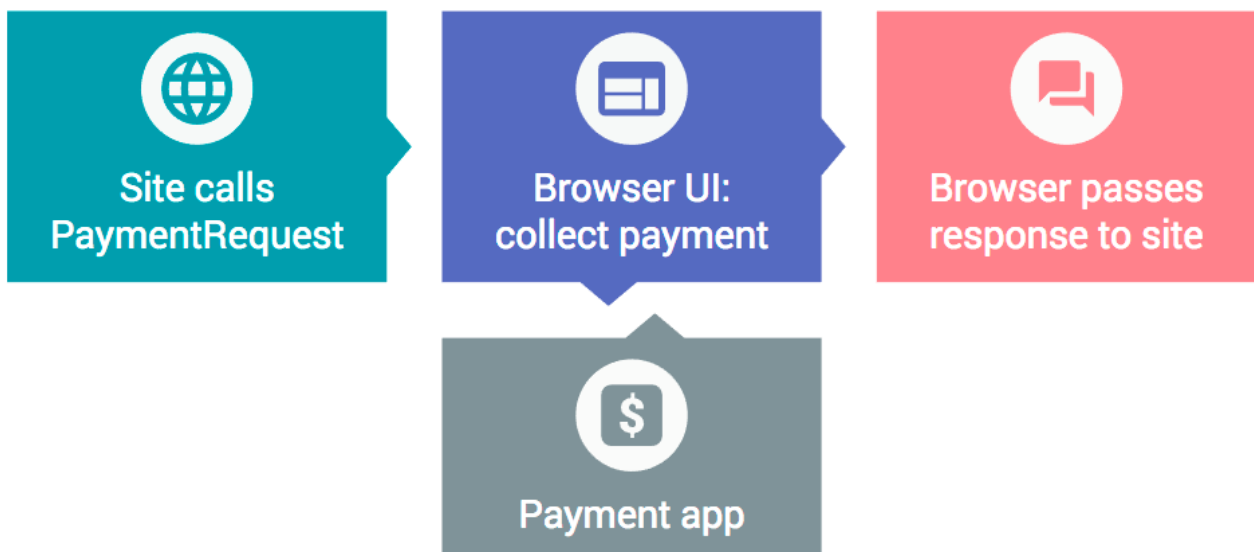 Site calls
PaymentRequest
Browser UI:
collect payment
Browser passes
response to site
$
Payment app